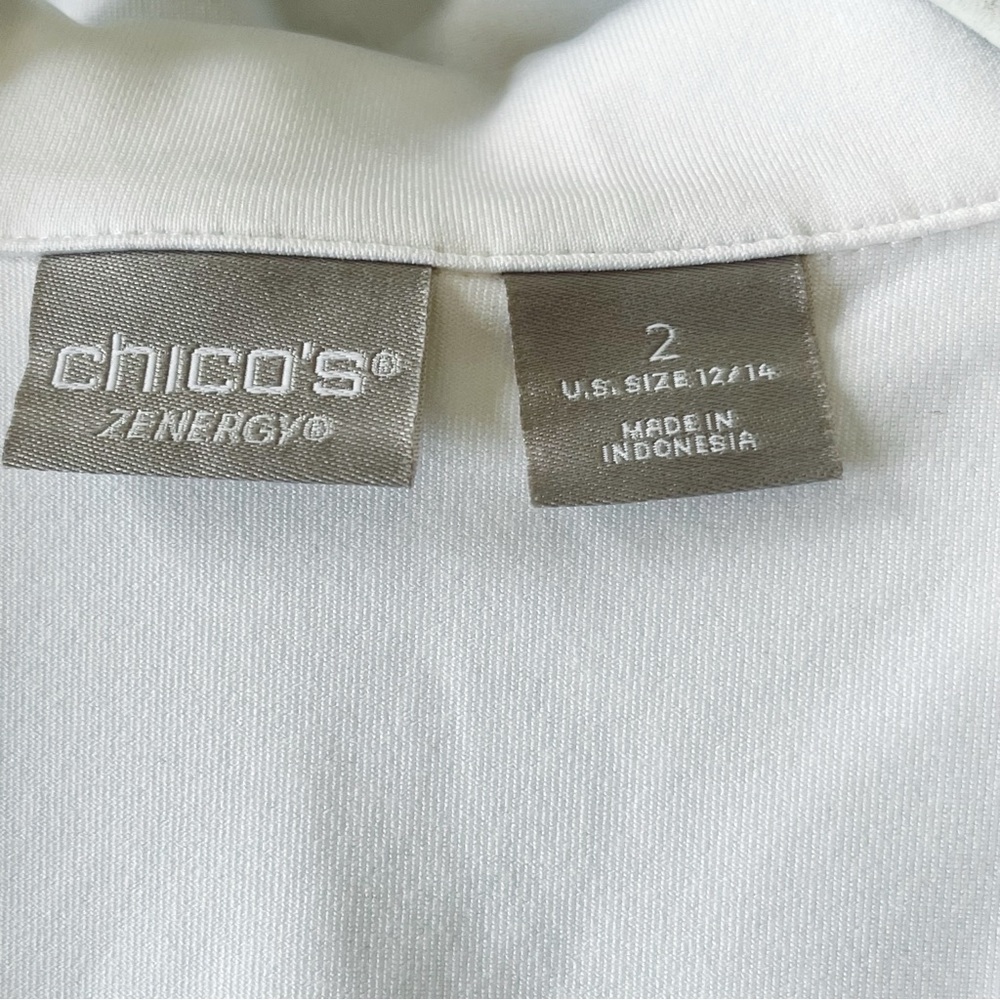 chico's®
ZENERGY®
2
U.S. SIZE 12/14
MADE IN
INDONESIA